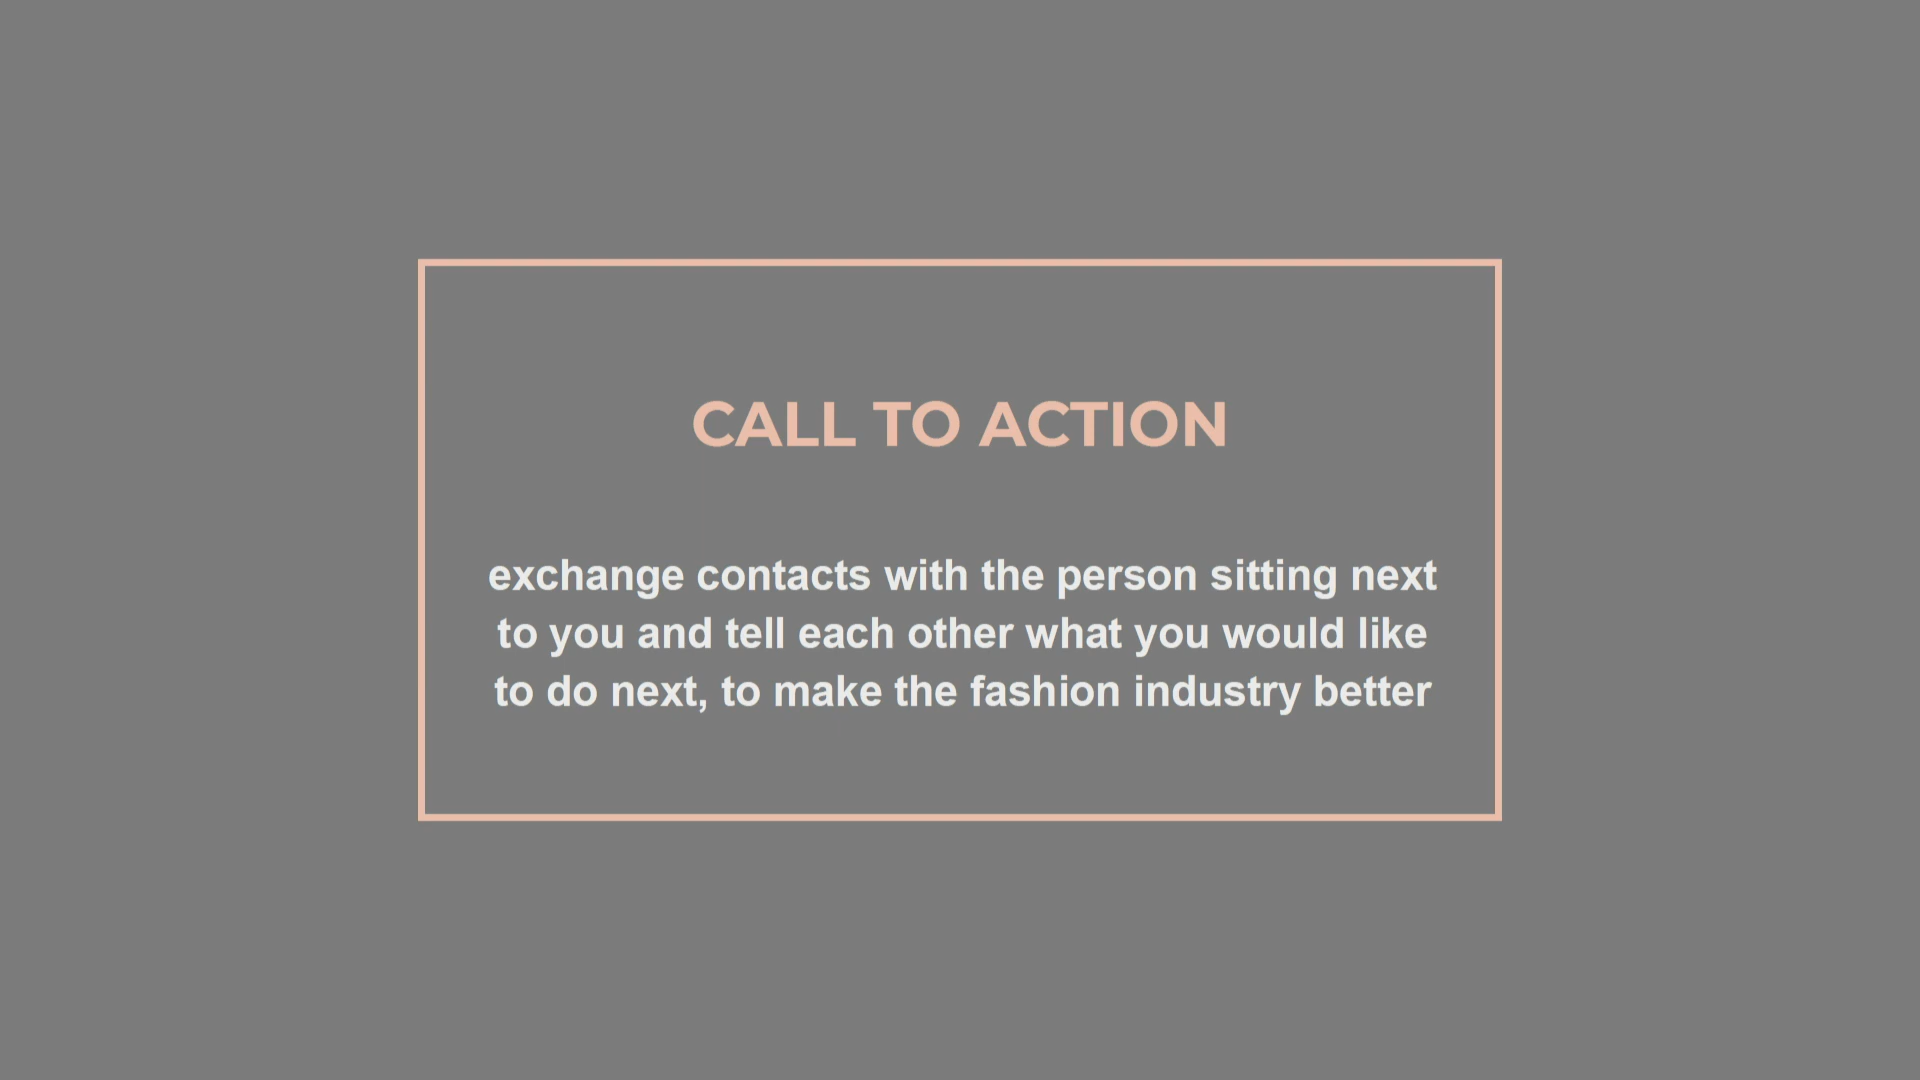 CALL TO ACTION
exchange contacts with the person sitting next
to you and tell each other what you would like
to do next, to make the fashion industry better